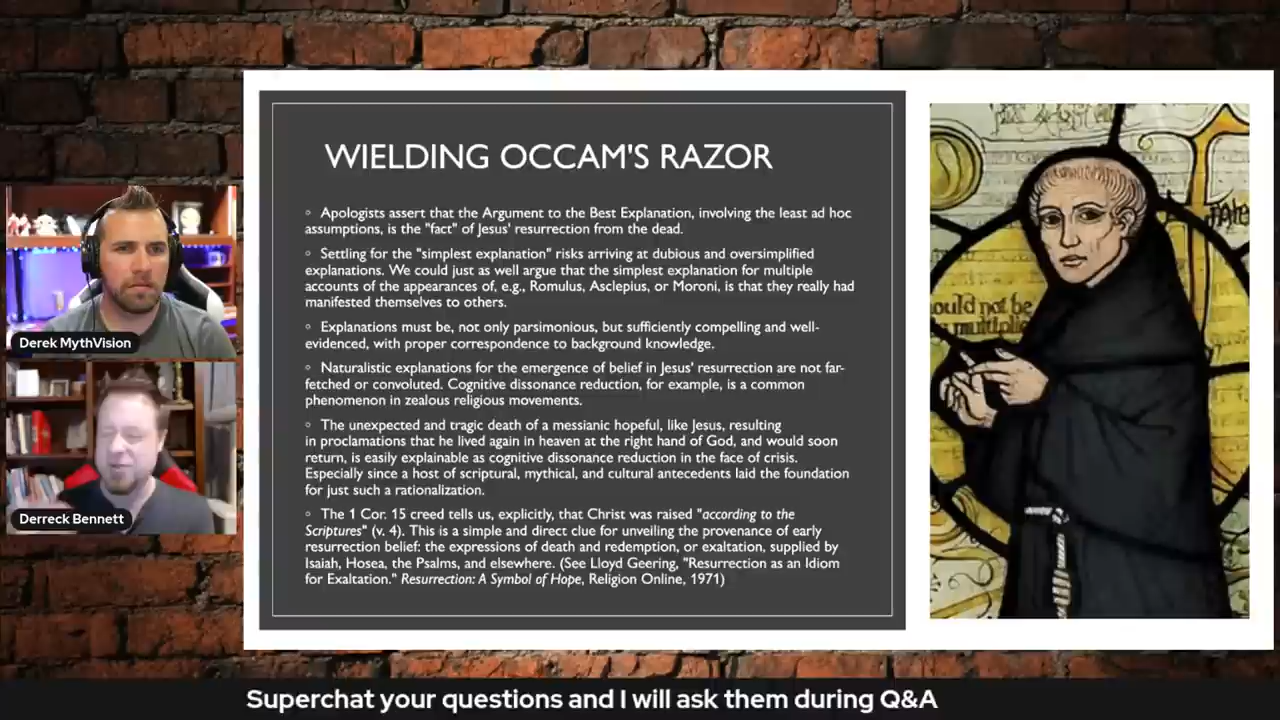 WIELDING OCCAM'S RAZOR
◦ Apologists assert that the Argument to the Best Explanation, involving the least ad hoc
assumptions, is the "fact" of Jesus' resurrection from the dead.
◦ Settling for the "simplest explanation" risks arriving at dubious and oversimplified
explanations. We could just as well argue that the simplest explanation for multiple
accounts of the appearances of, e.g., Romulus, Asclepius, or Moroni, is that they really had
manifested themselves to others.
◦ Explanations must be, not only parsimonious, but sufficiently compelling and well-
evidenced, with proper correspondence to background knowledge.
◦ Naturalistic explanations for the emergence of belief in Jesus' resurrection are not far-
fetched or convoluted. Cognitive dissonance reduction, for example, is a common
phenomenon in zealous religious movements.
◦ The unexpected and tragic death of a messianic hopeful, like Jesus, resulting
in proclamations that he lived again in heaven at the right hand of God, and would soon
return, is easily explainable as cognitive dissonance reduction in the face of crisis.
Especially since a host of scriptural, mythical, and cultural antecedents laid the foundation
for just such a rationalization.
◦ The 1 Cor. 15 creed tells us, explicitly, that Christ was raised "according to the
Scriptures" (v. 4). This is a simple and direct clue for unveiling the provenance of early
resurrection belief: the expressions of death and redemption, or exaltation, supplied by
Isaiah, Hosea, the Psalms, and elsewhere. (See Lloyd Geering, "Resurrection as an Idiom
for Exaltation." Resurrection: A Symbol of Hope, Religion Online, 1971)
ould not be
multiplie
Derek MythVision
Derreck Bennett
Superchat your questions and I will ask them during Q&A